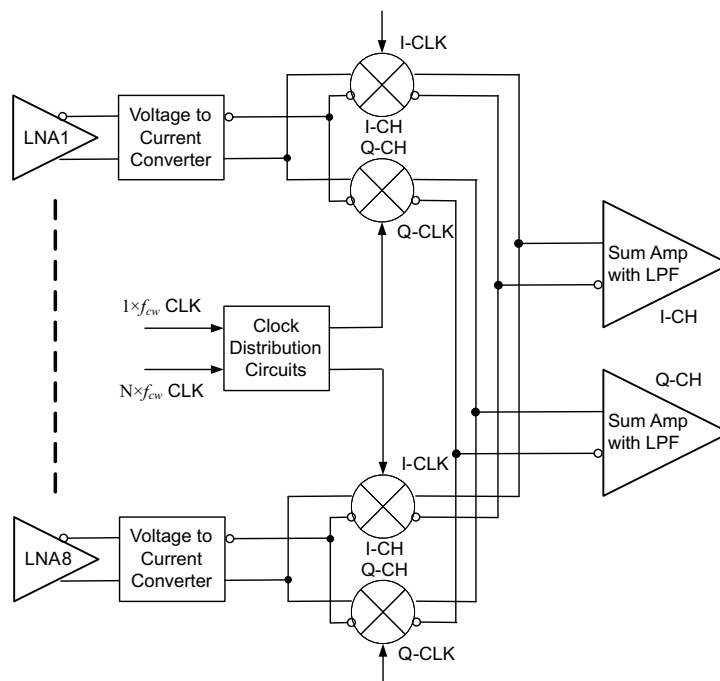 I-CLK
LNA1
Voltage to
Current
Converter
I-CH
Q-CH
Q-CLK
Sum Amp
with LPF
I-CH
1×fcw CLK
N×fcw CLK
Clock
Distribution
Circuits
Q-CH
Sum Amp
with LPF
I-CLK
LNA8
Voltage to
Current
Converter
I-CH
Q-CH
Q-CLK